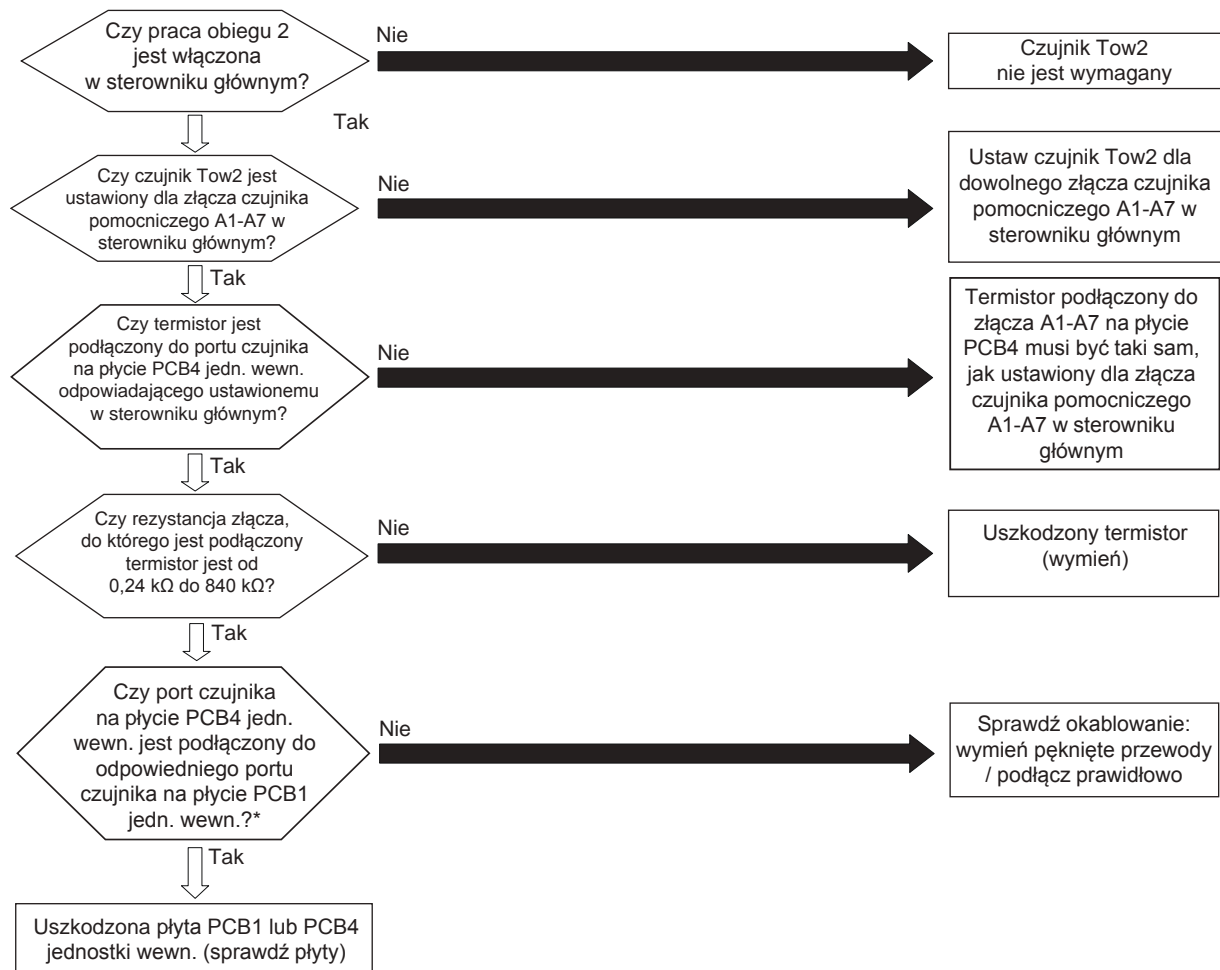 Czy praca obiegu 2
jest włączona
w sterowniku głównym?
Nie
Czujnik Tow2
nie jest wymagany
Tak
Czy czujnik Tow2 jest
ustawiony dla złącza czujnika
pomocniczego A1-A7 w
sterowniku głównym?
Nie
Ustaw czujnik Tow2 dla
dowolnego złącza czujnika
pomocniczego A1-A7 w
sterowniku głównym
Tak
Czy termistor jest
podłączony do portu czujnika
na płycie PCB4 jedn. wewn.
odpowiadającego ustawionemu
w sterowniku głównym?
Nie
Termistor podłączony do
złącza A1-A7 na płycie
PCB4 musi być taki sam,
jak ustawiony dla złącza
czujnika pomocniczego
A1-A7 w sterowniku
głównym
Tak
Czy rezystancja złącza,
do którego jest podłączony
termistor jest od
0,24 kΩ do 840 kΩ?
Nie
Uszkodzony termistor
(wymień)
Tak
Czy port czujnika
na płycie PCB4 jedn.
wewn. jest podłączony do
odpowiedniego portu
czujnika na płycie PCB1
jedn. wewn.?*
Nie
Sprawdź okablowanie:
wymień pęknięte przewody
/ podłącz prawidłowo
Tak
Uszkodzona płyta PCB1 lub PCB4
jednostki wewn. (sprawdź płyty)